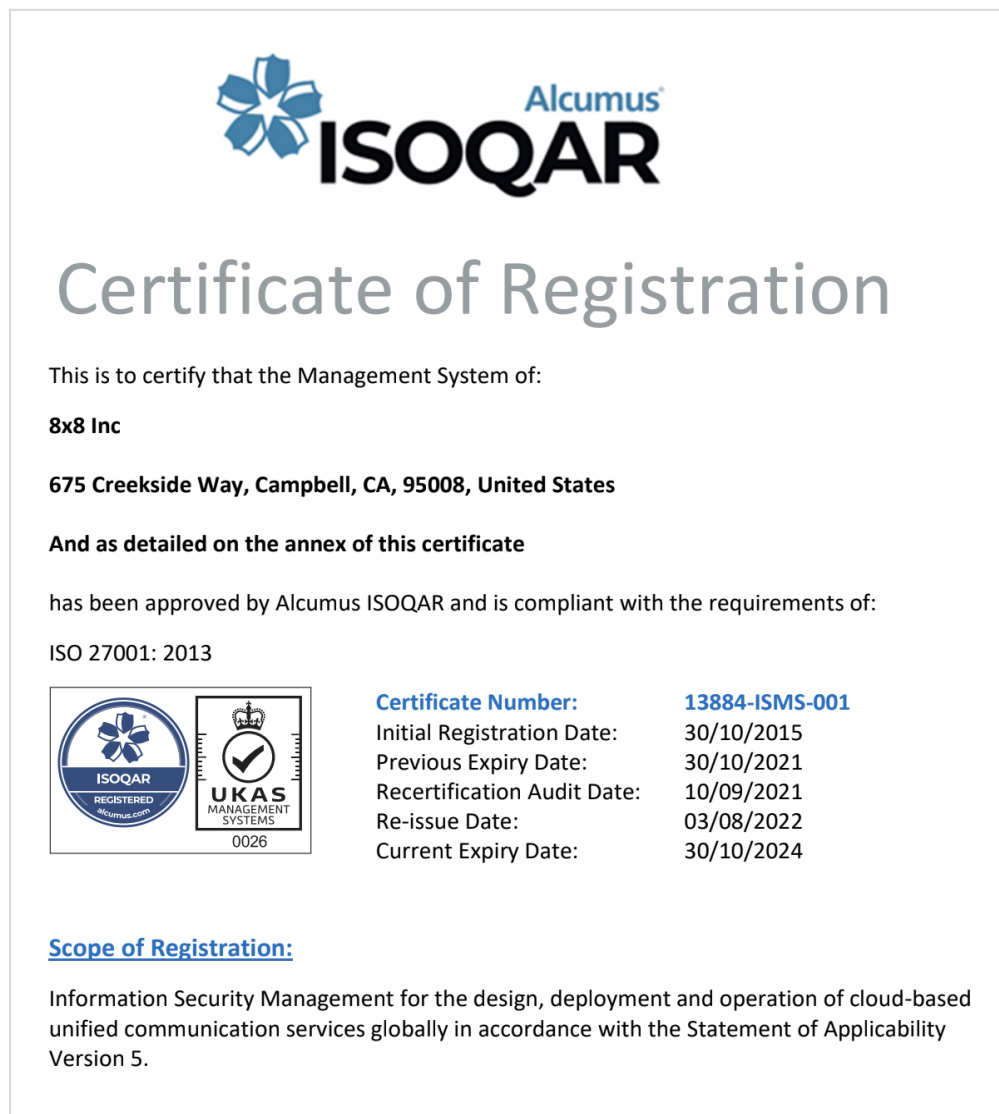 Alcumus
ISOQAR
Certificate of Registration
This is to certify that the Management System of:
8x8 Inc
675 Creekside Way, Campbell, CA, 95008, United States
And as detailed on the annex of this certificate
has been approved by Alcumus ISOQAR and is compliant with the requirements of:
ISO 27001: 2013
ISOQAR
REGISTERED
alcumus.com
UKAS
MANAGEMENT
SYSTEMS
0026
Certificate Number: 13884-ISMS-001
Initial Registration Date: 30/10/2015
Previous Expiry Date: 30/10/2021
Recertification Audit Date: 10/09/2021
Re-issue Date: 03/08/2022
Current Expiry Date: 30/10/2024
Scope of Registration:
Information Security Management for the design, deployment and operation of cloud-based
unified communication services globally in accordance with the Statement of Applicability
Version 5.